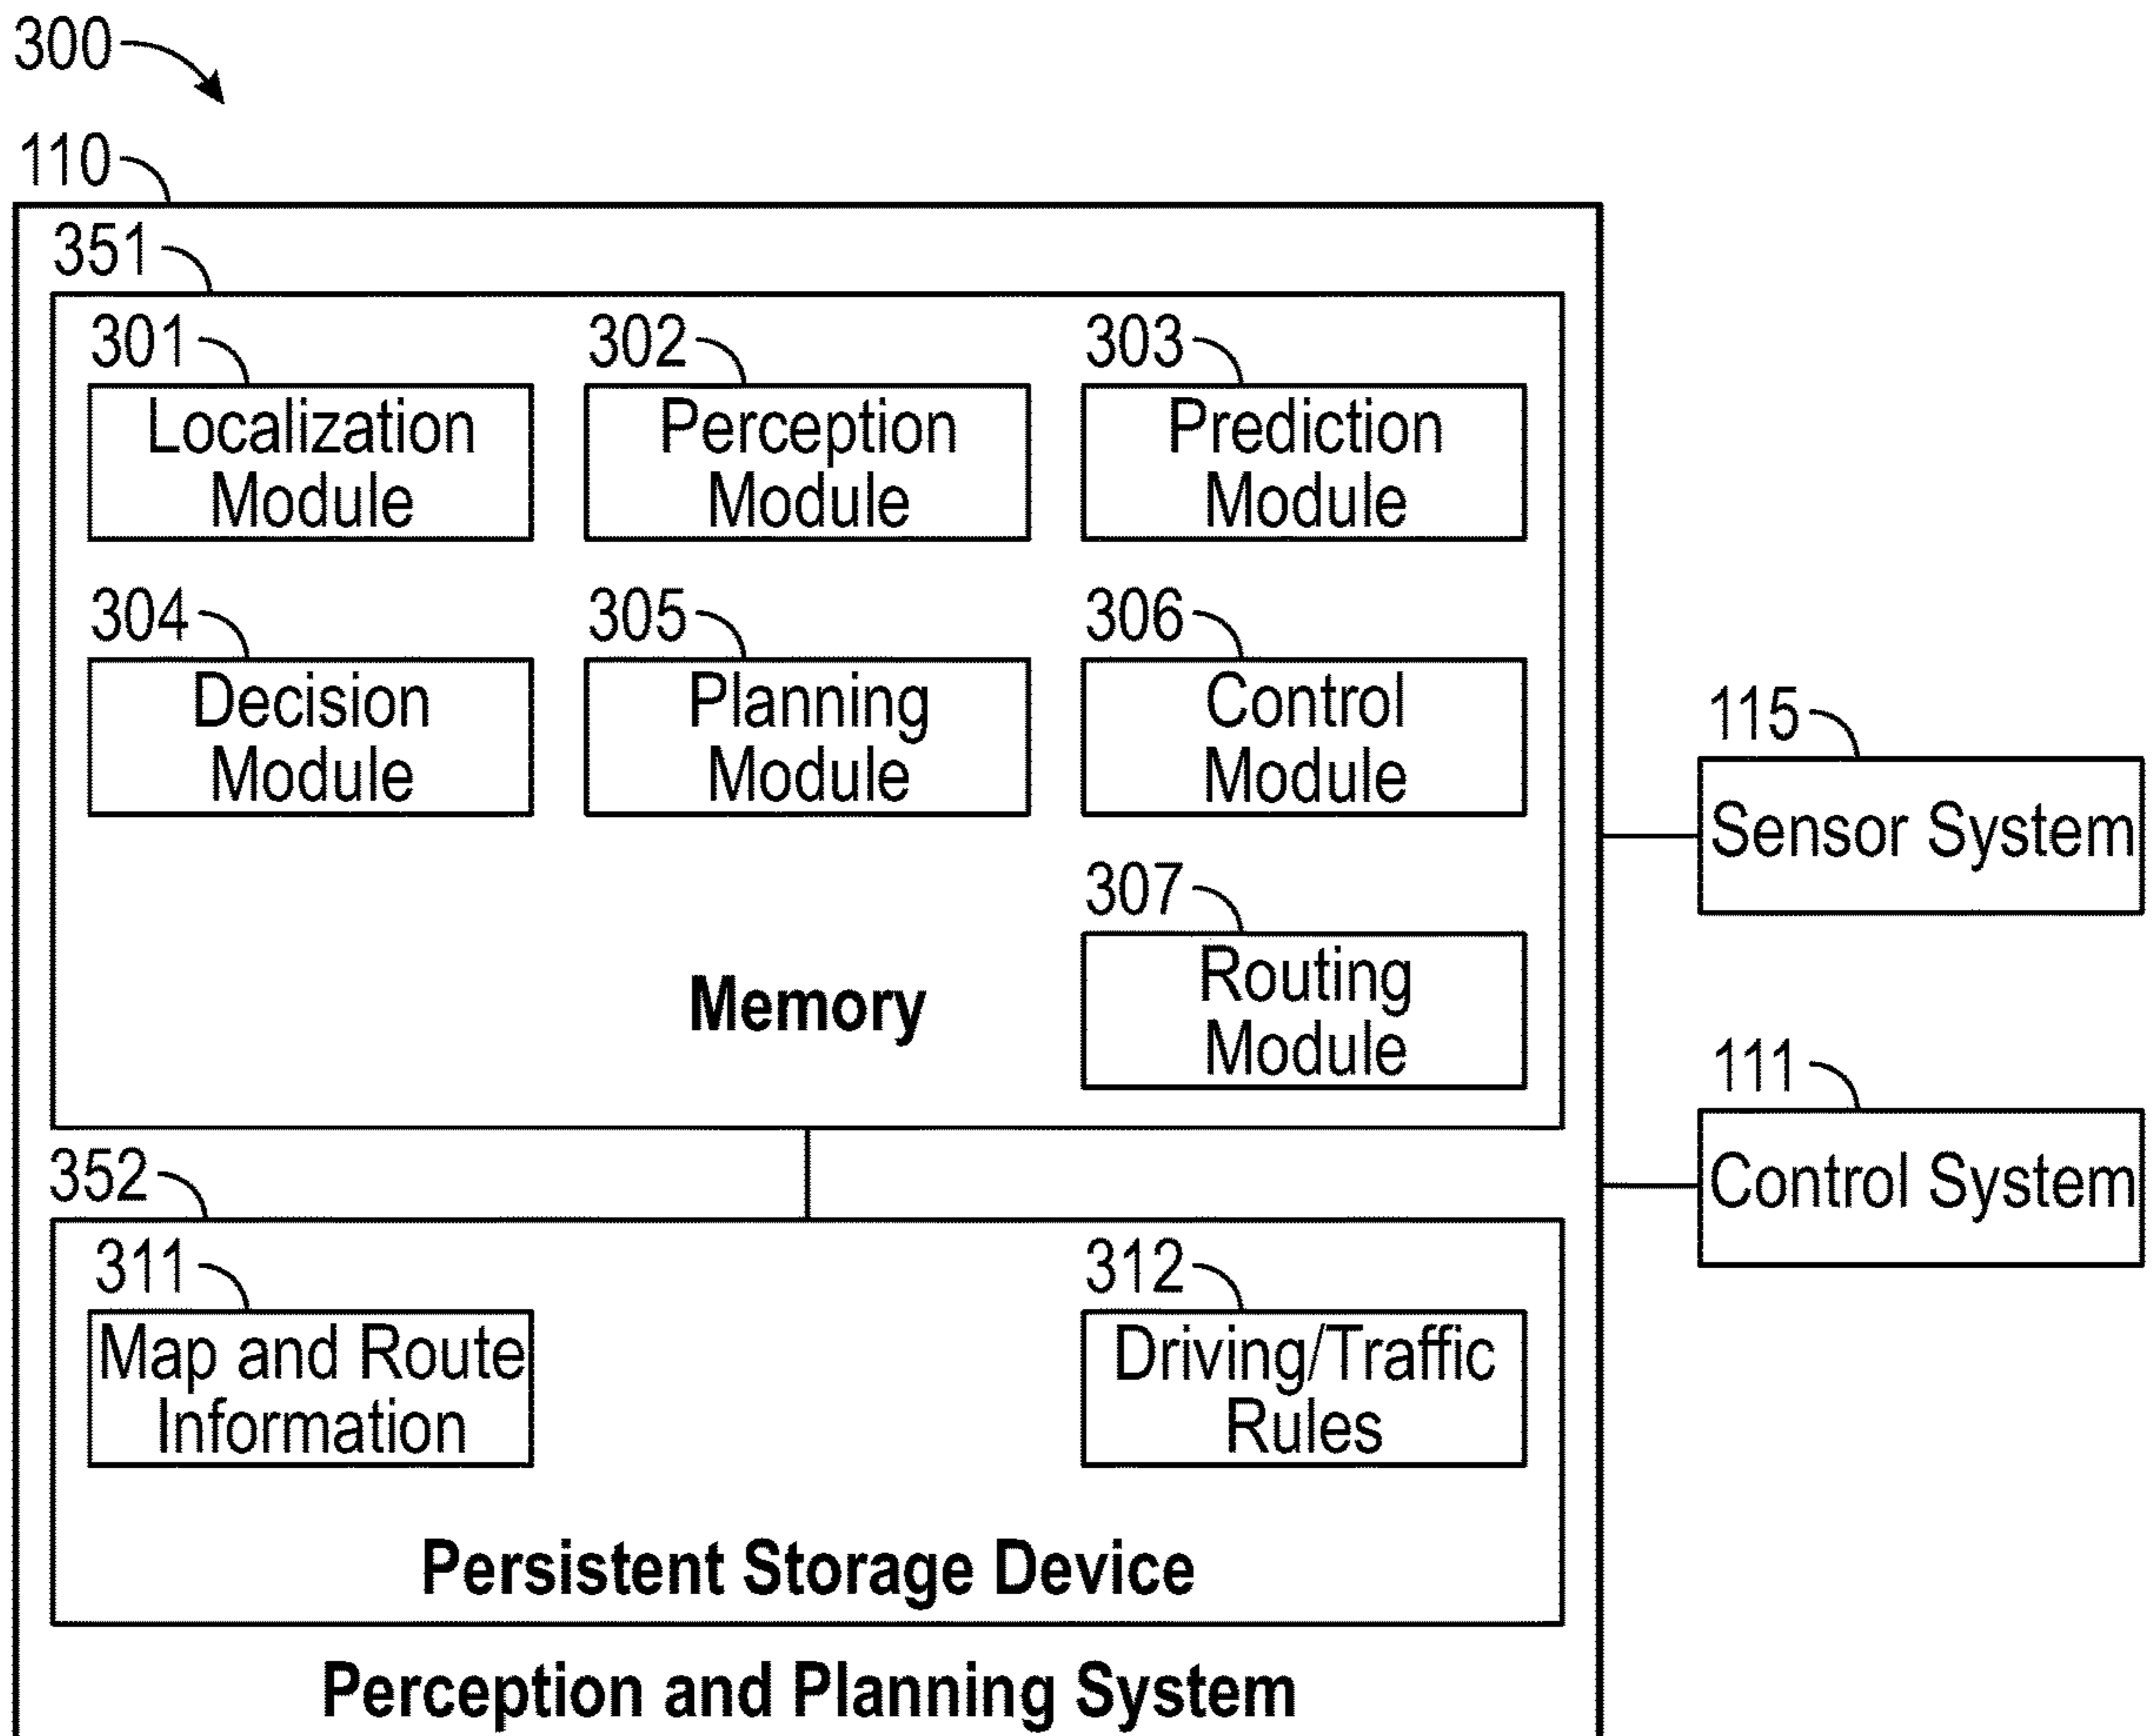 300
110
351
301
302
303
Localization
Module
Perception
Module
Prediction
Module
304
305
306
Decision
Module
Planning
Module
Control
Module
115
Sensor System
307
Routing
Module
Memory
111
Control System
352
311
312
Map and Route
Information
Driving/Traffic
Rules
Persistent Storage Device
Perception and Planning System